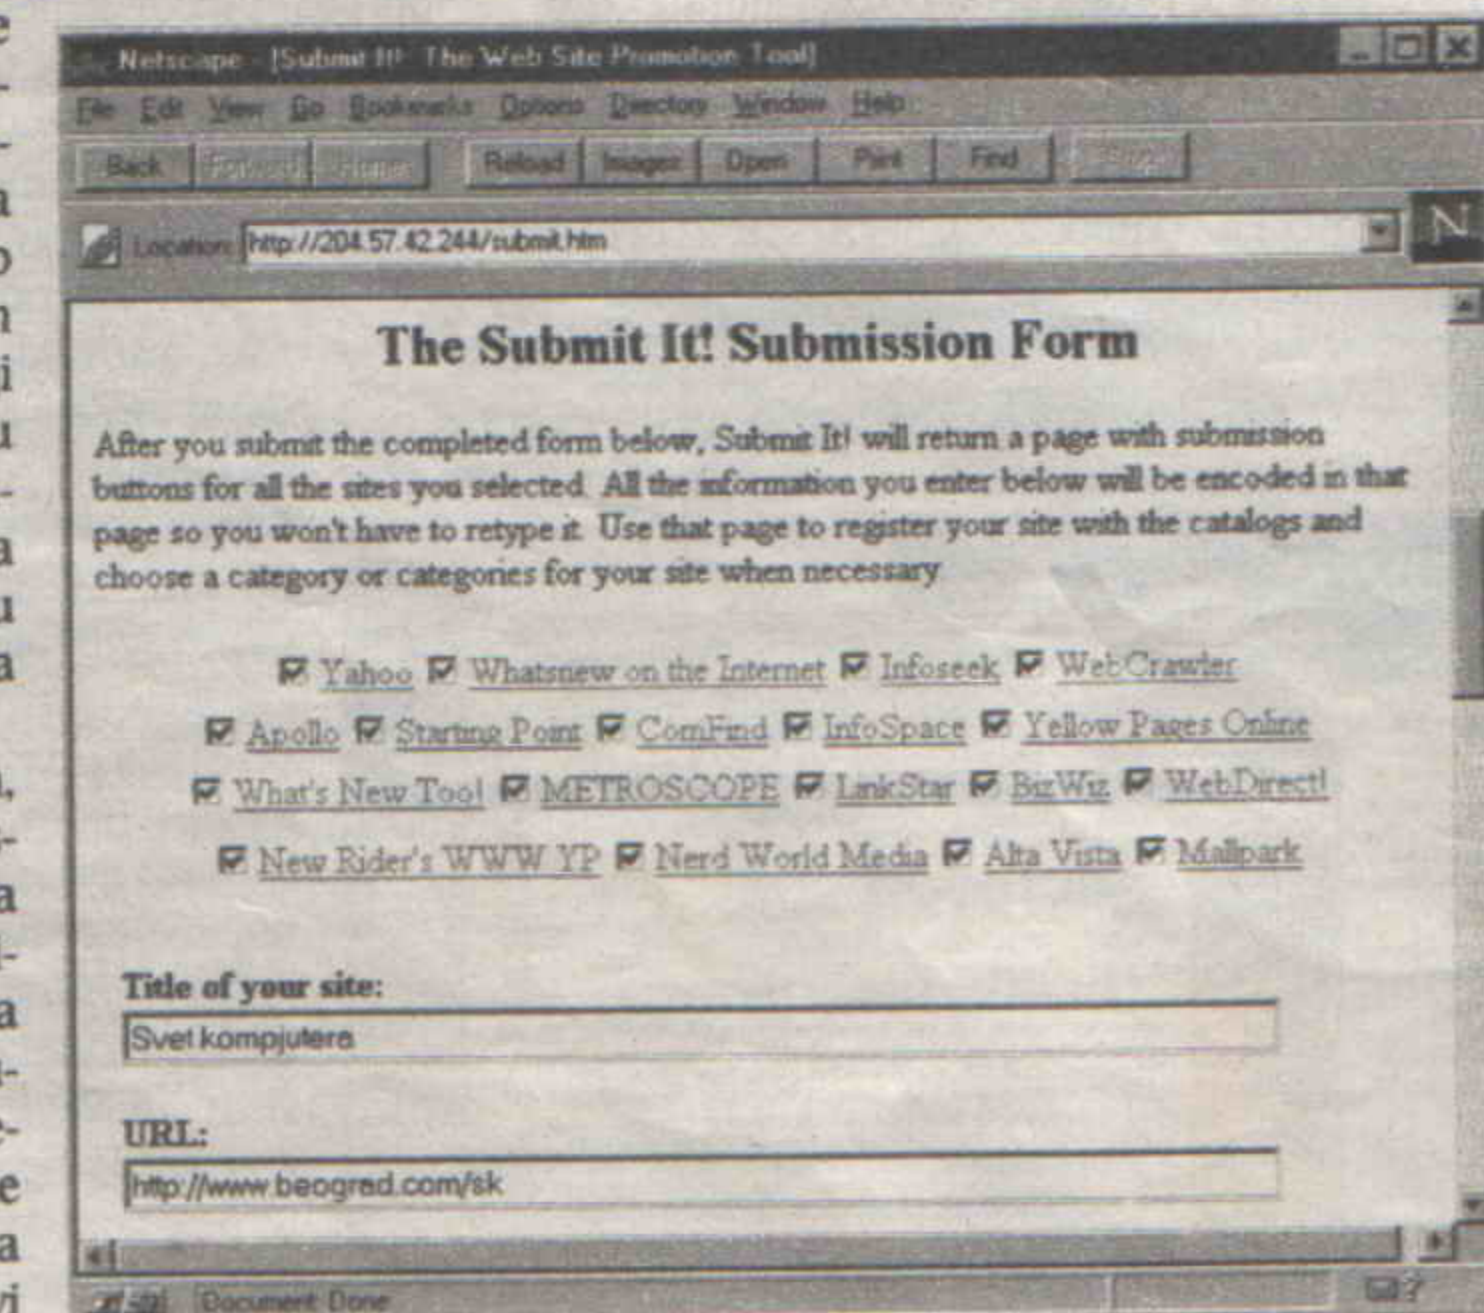 Netscape - [Submit It! The Web Site Promotion Tool]
File Edit View Go Bookmarks Options Directory Window Help
Back Forward Home Reload Images Open Print Find Stop
Location: http://204.57.42.244/submit.htm
N
The Submit It! Submission Form
After you submit the completed form below, Submit It! will return a page with submission
buttons for all the sites you selected. All the information you enter below will be encoded in that
page so you won't have to retype it. Use that page to register your site with the catalogs and
choose a category or categories for your site when necessary
Yahoo Whatsnew on the Internet Infoseek WebCrawler
Apollo Starting Point ComFind InfoSpace Yellow Pages Online
What's New Too! METROSCOPE LinkStar BizWiz WebDirect!
New Rider's WWW YP Nerd World Media Alta Vista Mallpark
Title of your site:
Svet kompjutera
URL:
http://www.beograd.com/sk
Document: Done